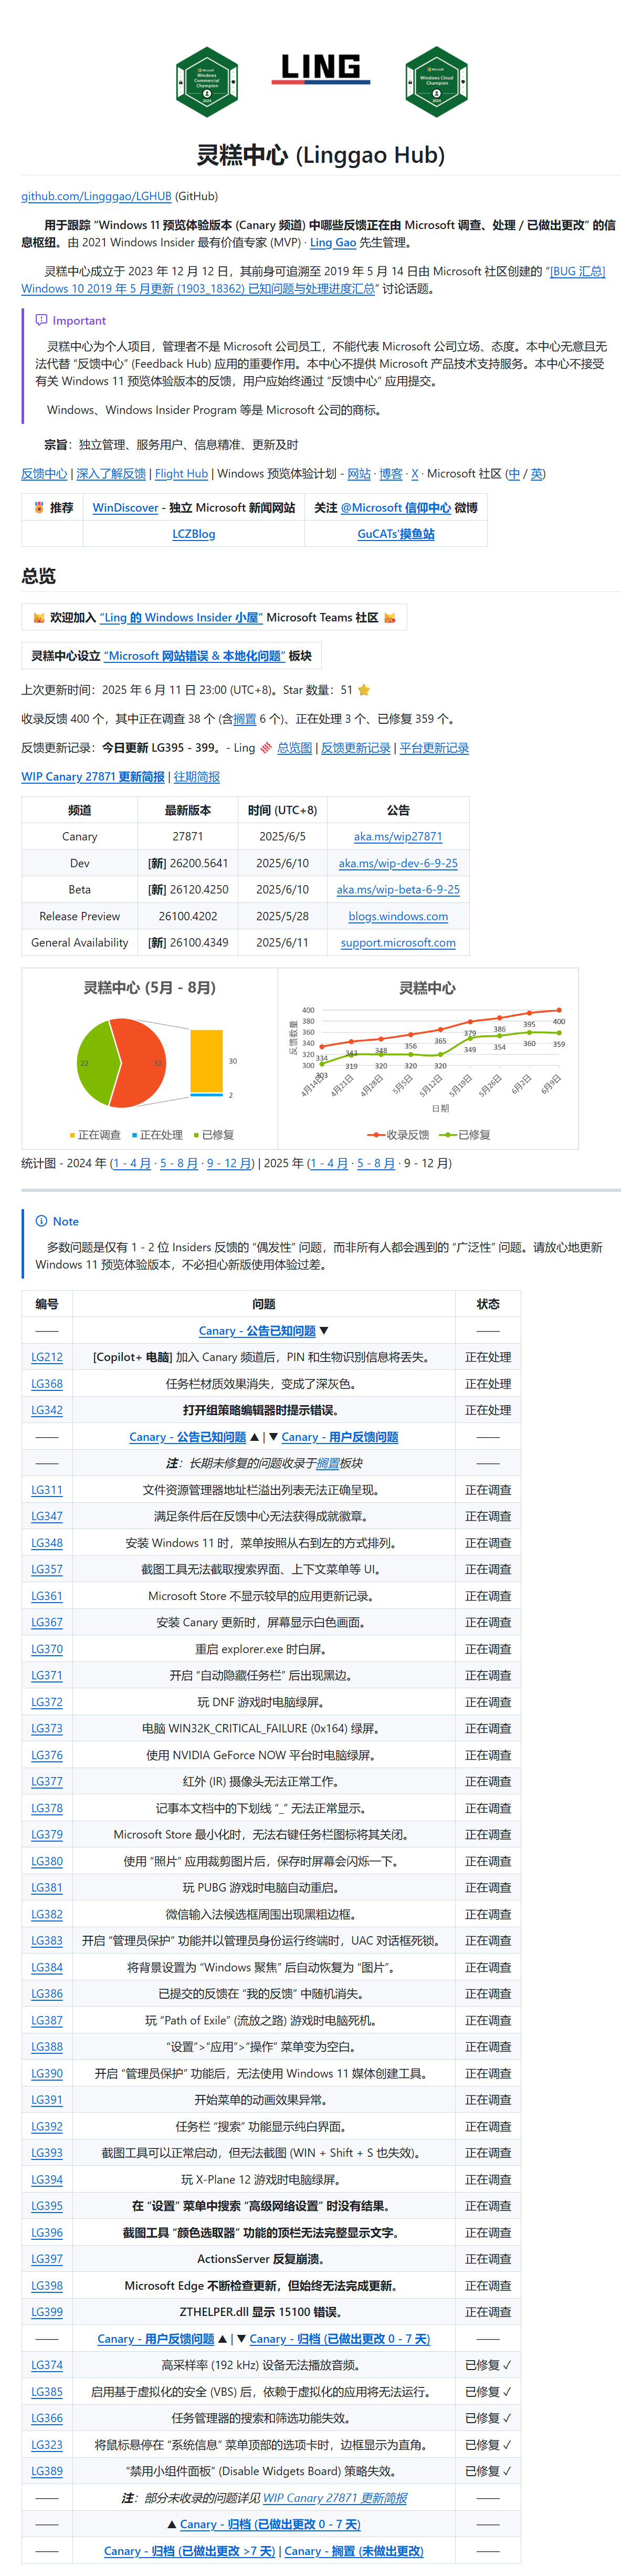 Microsoft
Windows
Commercial
Champion
2024
LING
Microsoft
Windows Cloud
Champion
2024
灵糕中心 (Linggao Hub)
github.com/Lingggao/LGHUB (GitHub)
用于跟踪 “Windows 11 预览体验版本 (Canary 频道) 中哪些反馈正在由 Microsoft 调查、处理 / 已做出更改” 的信
息枢纽。由 2021 Windows Insider 最有价值专家 (MVP) · Ling Gao 先生管理。
灵糕中心成立于 2023 年 12 月 12 日，其前身可追溯至 2019 年 5 月 14 日由 Microsoft 社区创建的 “[BUG 汇总]
Windows 10 2019 年 5 月更新 (1903_18362) 已知问题与处理进度汇总” 讨论话题。
Important
灵糕中心为个人项目，管理者不是 Microsoft 公司员工，不能代表 Microsoft 公司立场、态度。本中心无意且无
法代替 “反馈中心” (Feedback Hub) 应用的重要作用。本中心不提供 Microsoft 产品技术支持服务。本中心不接受
有关 Windows 11 预览体验版本的反馈，用户应始终通过 “反馈中心” 应用提交。
Windows、Windows Insider Program 等是 Microsoft 公司的商标。
宗旨：独立管理、服务用户、信息精准、更新及时
反馈中心 | 深入了解反馈 | Flight Hub | Windows 预览体验计划 - 网站 · 博客 · X · Microsoft 社区 (中 / 英)
🏅 推荐 WinDiscover - 独立 Microsoft 新闻网站 关注 @Microsoft 信仰中心 微博
LCZBlog GuCATs'摸鱼站
总览
欢迎加入 “Ling 的 Windows Insider 小屋” Microsoft Teams 社区
灵糕中心设立 “Microsoft 网站错误 & 本地化问题” 板块
上次更新时间：2025 年 6 月 11 日 23:00 (UTC+8)。Star 数量：51 ⭐
收录反馈 400 个，其中正在调查 38 个 (含搁置 6 个)、正在处理 3 个、已修复 359 个。
反馈更新记录：今日更新 LG395 - 399。- Ling 总览图 | 反馈更新记录 | 平台更新记录
WIP Canary 27871 更新简报 | 往期简报
频道 最新版本 时间 (UTC+8) 公告
Canary 27871 2025/6/5 aka.ms/wip27871
Dev [新] 26200.5641 2025/6/10 aka.ms/wip-dev-6-9-25
Beta [新] 26120.4250 2025/6/10 aka.ms/wip-beta-6-9-25
Release Preview 26100.4202 2025/5/28 blogs.windows.com
General Availability [新] 26100.4349 2025/6/11 support.microsoft.com
灵糕中心 (5月 - 8月)
22 32 30 2
正在调查 正在处理 已修复
灵糕中心
反馈数量
400
380
360
340
320
300
334 343 348 356 365 379 386 395 400
303 319 320 320 320 349 354 360 359
4月14日 4月21日 4月28日 5月5日 5月12日 5月19日 5月26日 6月2日 6月9日
日期
收录反馈 已修复
统计图 - 2024 年 (1 - 4 月 · 5 - 8 月 · 9 - 12 月) | 2025 年 (1 - 4 月 · 5 - 8 月 · 9 - 12 月)
Note
多数问题是仅有 1 - 2 位 Insiders 反馈的 “偶发性” 问题，而非所有人都会遇到的 “广泛性” 问题。请放心地更新
Windows 11 预览体验版本，不必担心新版使用体验过差。
编号 问题 状态
—— Canary - 公告已知问题 ▼ ——
LG212 [Copilot+ 电脑] 加入 Canary 频道后，PIN 和生物识别信息将丢失。 正在处理
LG368 任务栏材质效果消失，变成了深灰色。 正在处理
LG342 打开组策略编辑器时提示错误。 正在处理
—— Canary - 公告已知问题 ▲ | ▼ Canary - 用户反馈问题 ——
—— 注：长期未修复的问题收录于搁置板块 ——
LG311 文件资源管理器地址栏溢出列表无法正确呈现。 正在调查
LG347 满足条件后在反馈中心无法获得成就徽章。 正在调查
LG348 安装 Windows 11 时，菜单按照从右到左的方式排列。 正在调查
LG357 截图工具无法截取搜索界面、上下文菜单等 UI。 正在调查
LG361 Microsoft Store 不显示较早的应用更新记录。 正在调查
LG367 安装 Canary 更新时，屏幕显示白色画面。 正在调查
LG370 重启 explorer.exe 时白屏。 正在调查
LG371 开启 “自动隐藏任务栏” 后出现黑边。 正在调查
LG372 玩 DNF 游戏时电脑绿屏。 正在调查
LG373 电脑 WIN32K_CRITICAL_FAILURE (0x164) 绿屏。 正在调查
LG376 使用 NVIDIA GeForce NOW 平台时电脑绿屏。 正在调查
LG377 红外 (IR) 摄像头无法正常工作。 正在调查
LG378 记事本文档中的下划线 “_” 无法正常显示。 正在调查
LG379 Microsoft Store 最小化时，无法右键任务栏图标将其关闭。 正在调查
LG380 使用 “照片” 应用裁剪图片后，保存时屏幕会闪烁一下。 正在调查
LG381 玩 PUBG 游戏时电脑自动重启。 正在调查
LG382 微信输入法候选框周围出现黑粗边框。 正在调查
LG383 开启 “管理员保护” 功能并以管理员身份运行终端时，UAC 对话框死锁。 正在调查
LG384 将背景设置为 “Windows 聚焦” 后自动恢复为 “图片”。 正在调查
LG386 已提交的反馈在 “我的反馈” 中随机消失。 正在调查
LG387 玩 “Path of Exile” (流放之路) 游戏时电脑死机。 正在调查
LG388 “设置”>“应用”>“操作” 菜单变为空白。 正在调查
LG390 开启 “管理员保护” 功能后，无法使用 Windows 11 媒体创建工具。 正在调查
LG391 开始菜单的动画效果异常。 正在调查
LG392 任务栏 “搜索” 功能显示纯白界面。 正在调查
LG393 截图工具可以正常启动，但无法截图 (WIN + Shift + S 也失效)。 正在调查
LG394 玩 X-Plane 12 游戏时电脑绿屏。 正在调查
LG395 在 “设置” 菜单中搜索 “高级网络设置” 时没有结果。 正在调查
LG396 截图工具 “颜色选取器” 功能的顶栏无法完整显示文字。 正在调查
LG397 ActionsServer 反复崩溃。 正在调查
LG398 Microsoft Edge 不断检查更新，但始终无法完成更新。 正在调查
LG399 ZTHELPER.dll 显示 15100 错误。 正在调查
—— Canary - 用户反馈问题 ▲ | ▼ Canary - 归档 (已做出更改 0 - 7 天) ——
LG374 高采样率 (192 kHz) 设备无法播放音频。 已修复 ✓
LG385 启用基于虚拟化的安全 (VBS) 后，依赖于虚拟化的应用将无法运行。 已修复 ✓
LG366 任务管理器的搜索和筛选功能失效。 已修复 ✓
LG323 将鼠标悬停在 “系统信息” 菜单顶部的选项卡时，边框显示为直角。 已修复 ✓
LG389 “禁用小组件面板” (Disable Widgets Board) 策略失效。 已修复 ✓
—— 注：部分未收录的问题详见 WIP Canary 27871 更新简报 ——
—— ▲ Canary - 归档 (已做出更改 0 - 7 天) ——
—— Canary - 归档 (已做出更改 >7 天) | Canary - 搁置 (未做出更改) ——